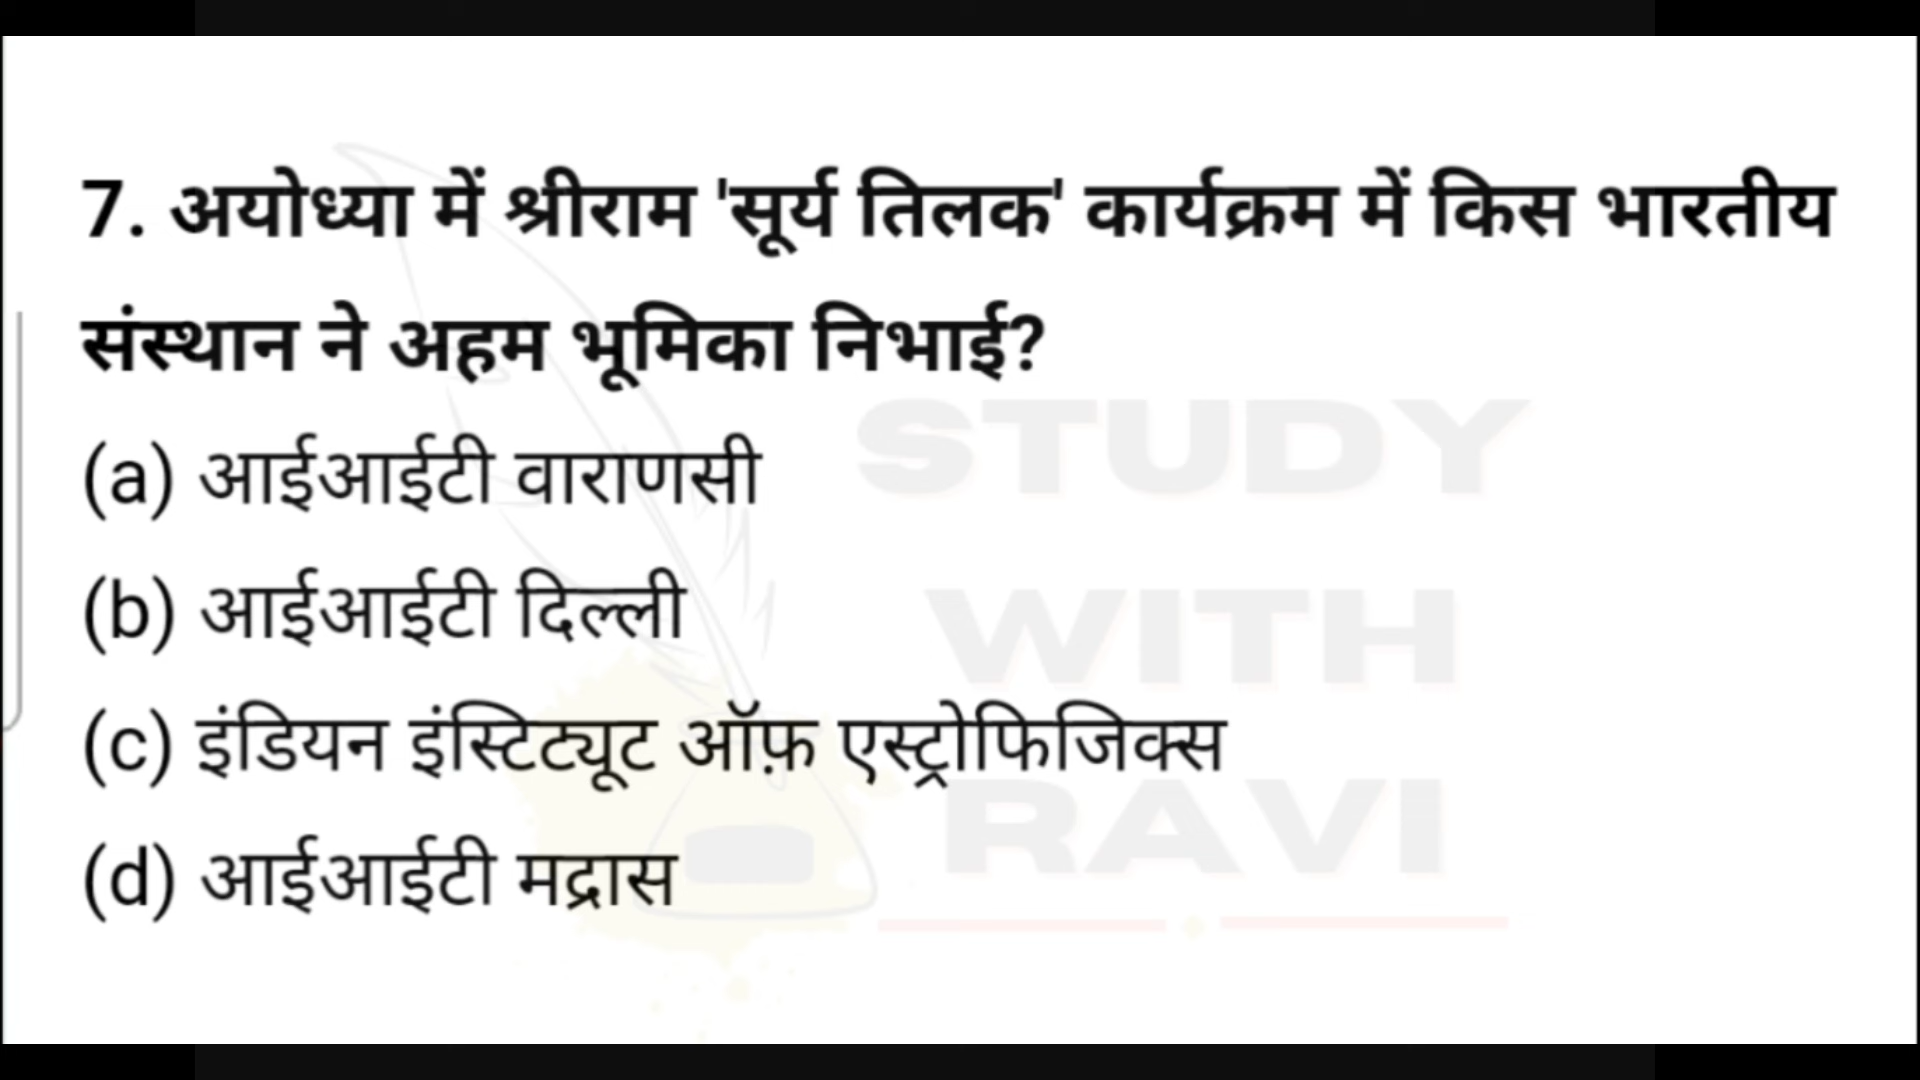 7. अयोध्या में श्रीराम 'सूर्य तिलक' कार्यक्रम में किस भारतीय
संस्थान ने अहम भूमिका निभाई?
(a) आईआईटी वाराणसी
(b) आईआईटी दिल्ली
(c) इंडियन इंस्टिट्यूट ऑफ़ एस्ट्रोफिजिक्स
(d) आईआईटी मद्रास
STUDY
WITH
RAVI